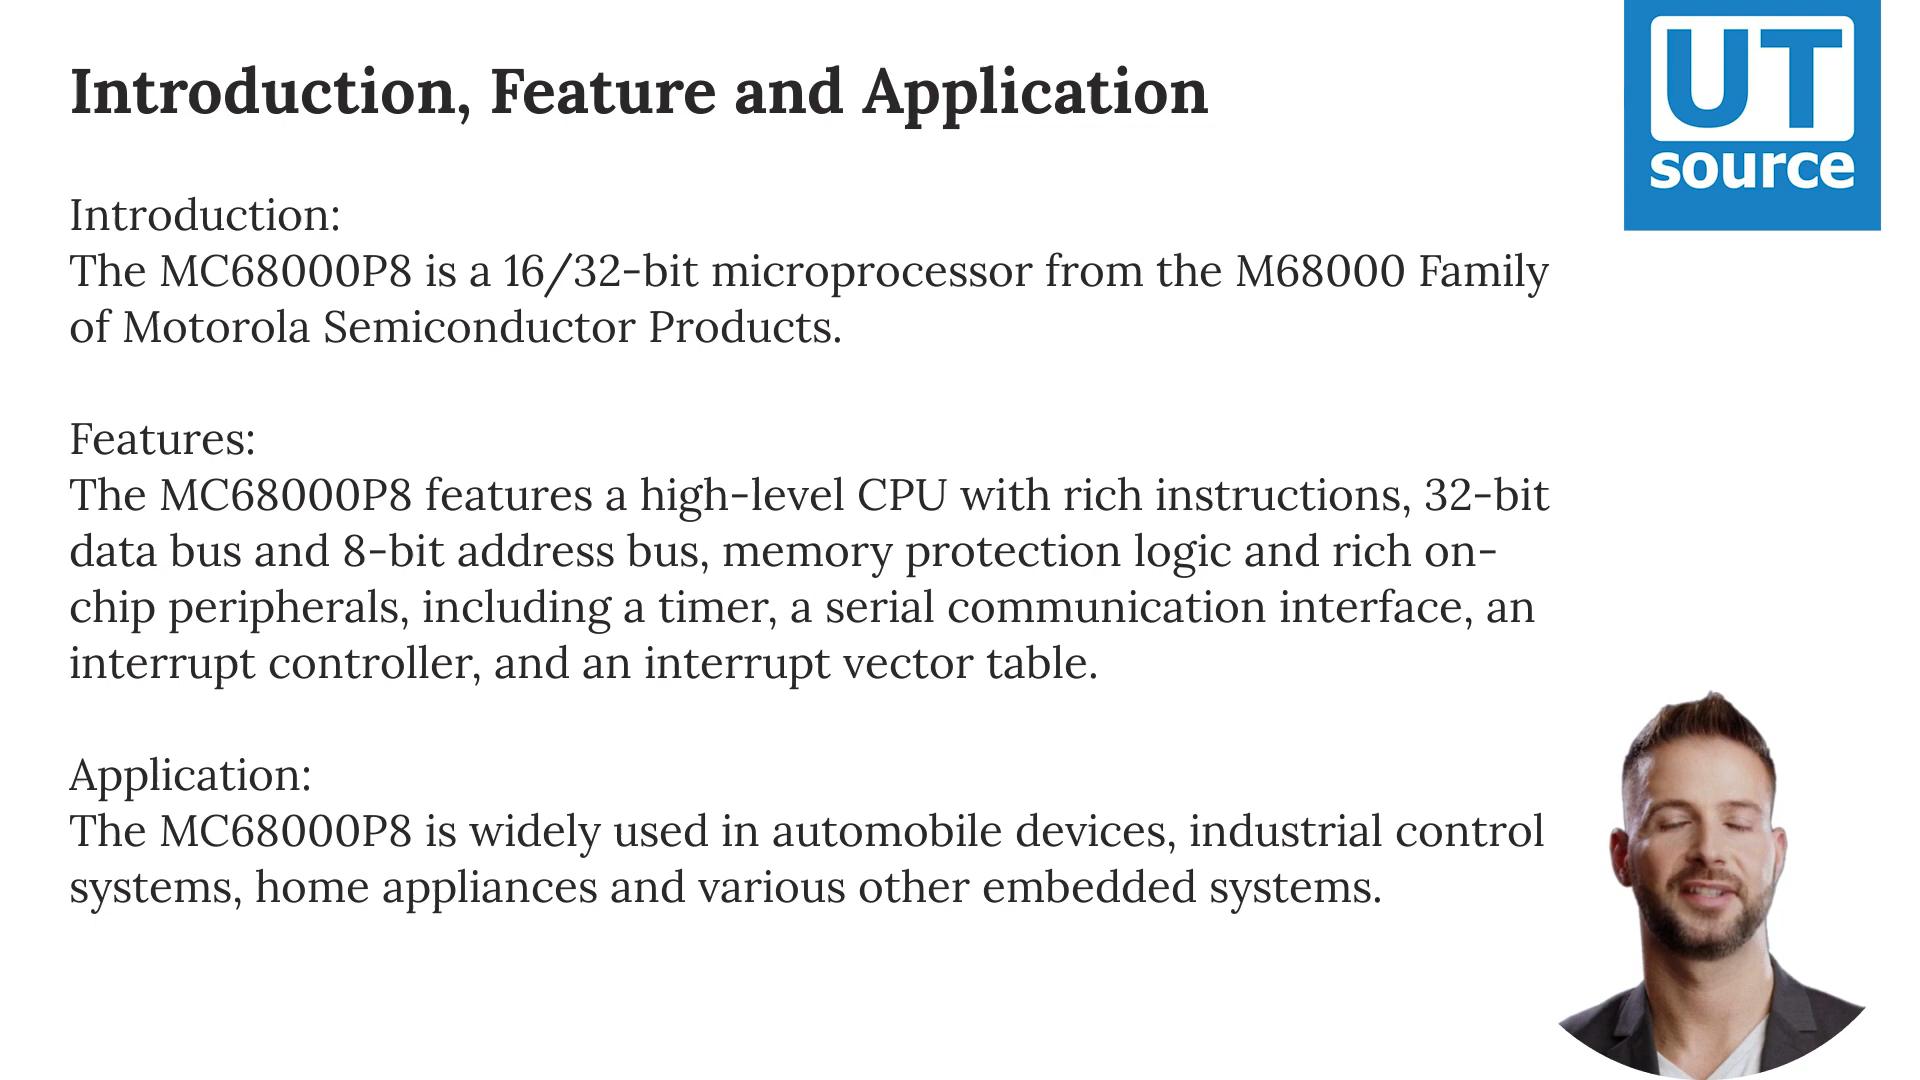 Introduction, Feature and Application
UT
source
Introduction:
The MC68000P8 is a 16/32-bit microprocessor from the M68000 Family
of Motorola Semiconductor Products.
Features:
The MC68000P8 features a high-level CPU with rich instructions, 32-bit
data bus and 8-bit address bus, memory protection logic and rich on-
chip peripherals, including a timer, a serial communication interface, an
interrupt controller, and an interrupt vector table.
Application:
The MC68000P8 is widely used in automobile devices, industrial control
systems, home appliances and various other embedded systems.